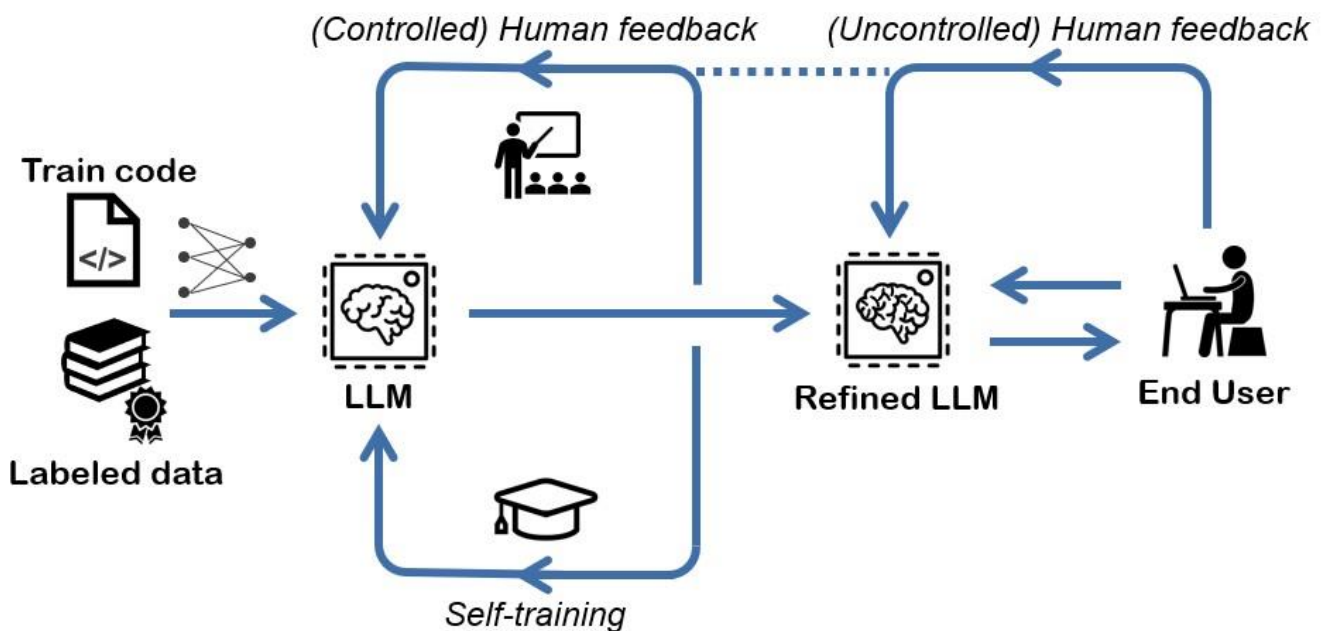 (Controlled) Human feedback
(Uncontrolled) Human feedback
Train code
</>
LLM
Refined LLM
End User
Labeled data
Self-training